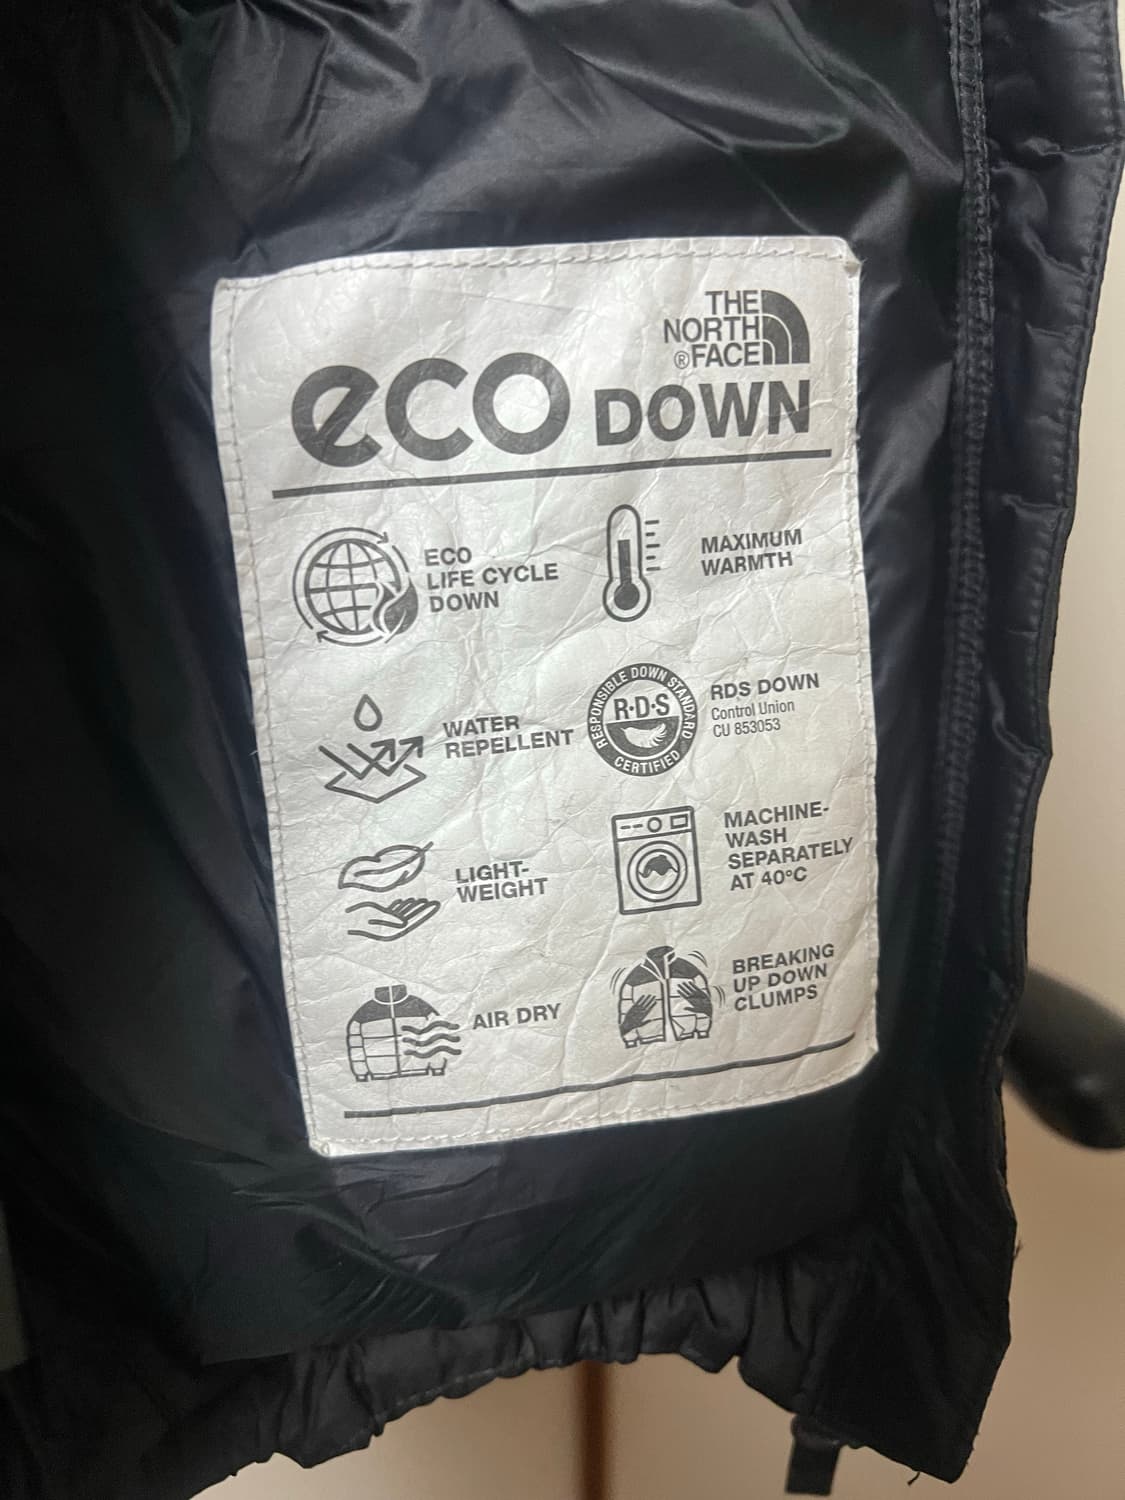 THE
NORTH
®FACE
eco DOWN
ECO
LIFE CYCLE
DOWN
MAXIMUM
WARMTH
WATER
REPELLENT
RESPONSIBLE DOWN STANDARD
R·D·S
CERTIFIED
RDS DOWN
Control Union
CU 853053
LIGHT-
WEIGHT
MACHINE-
WASH
SEPARATELY
AT 40°C
AIR DRY
BREAKING
UP DOWN
CLUMPS